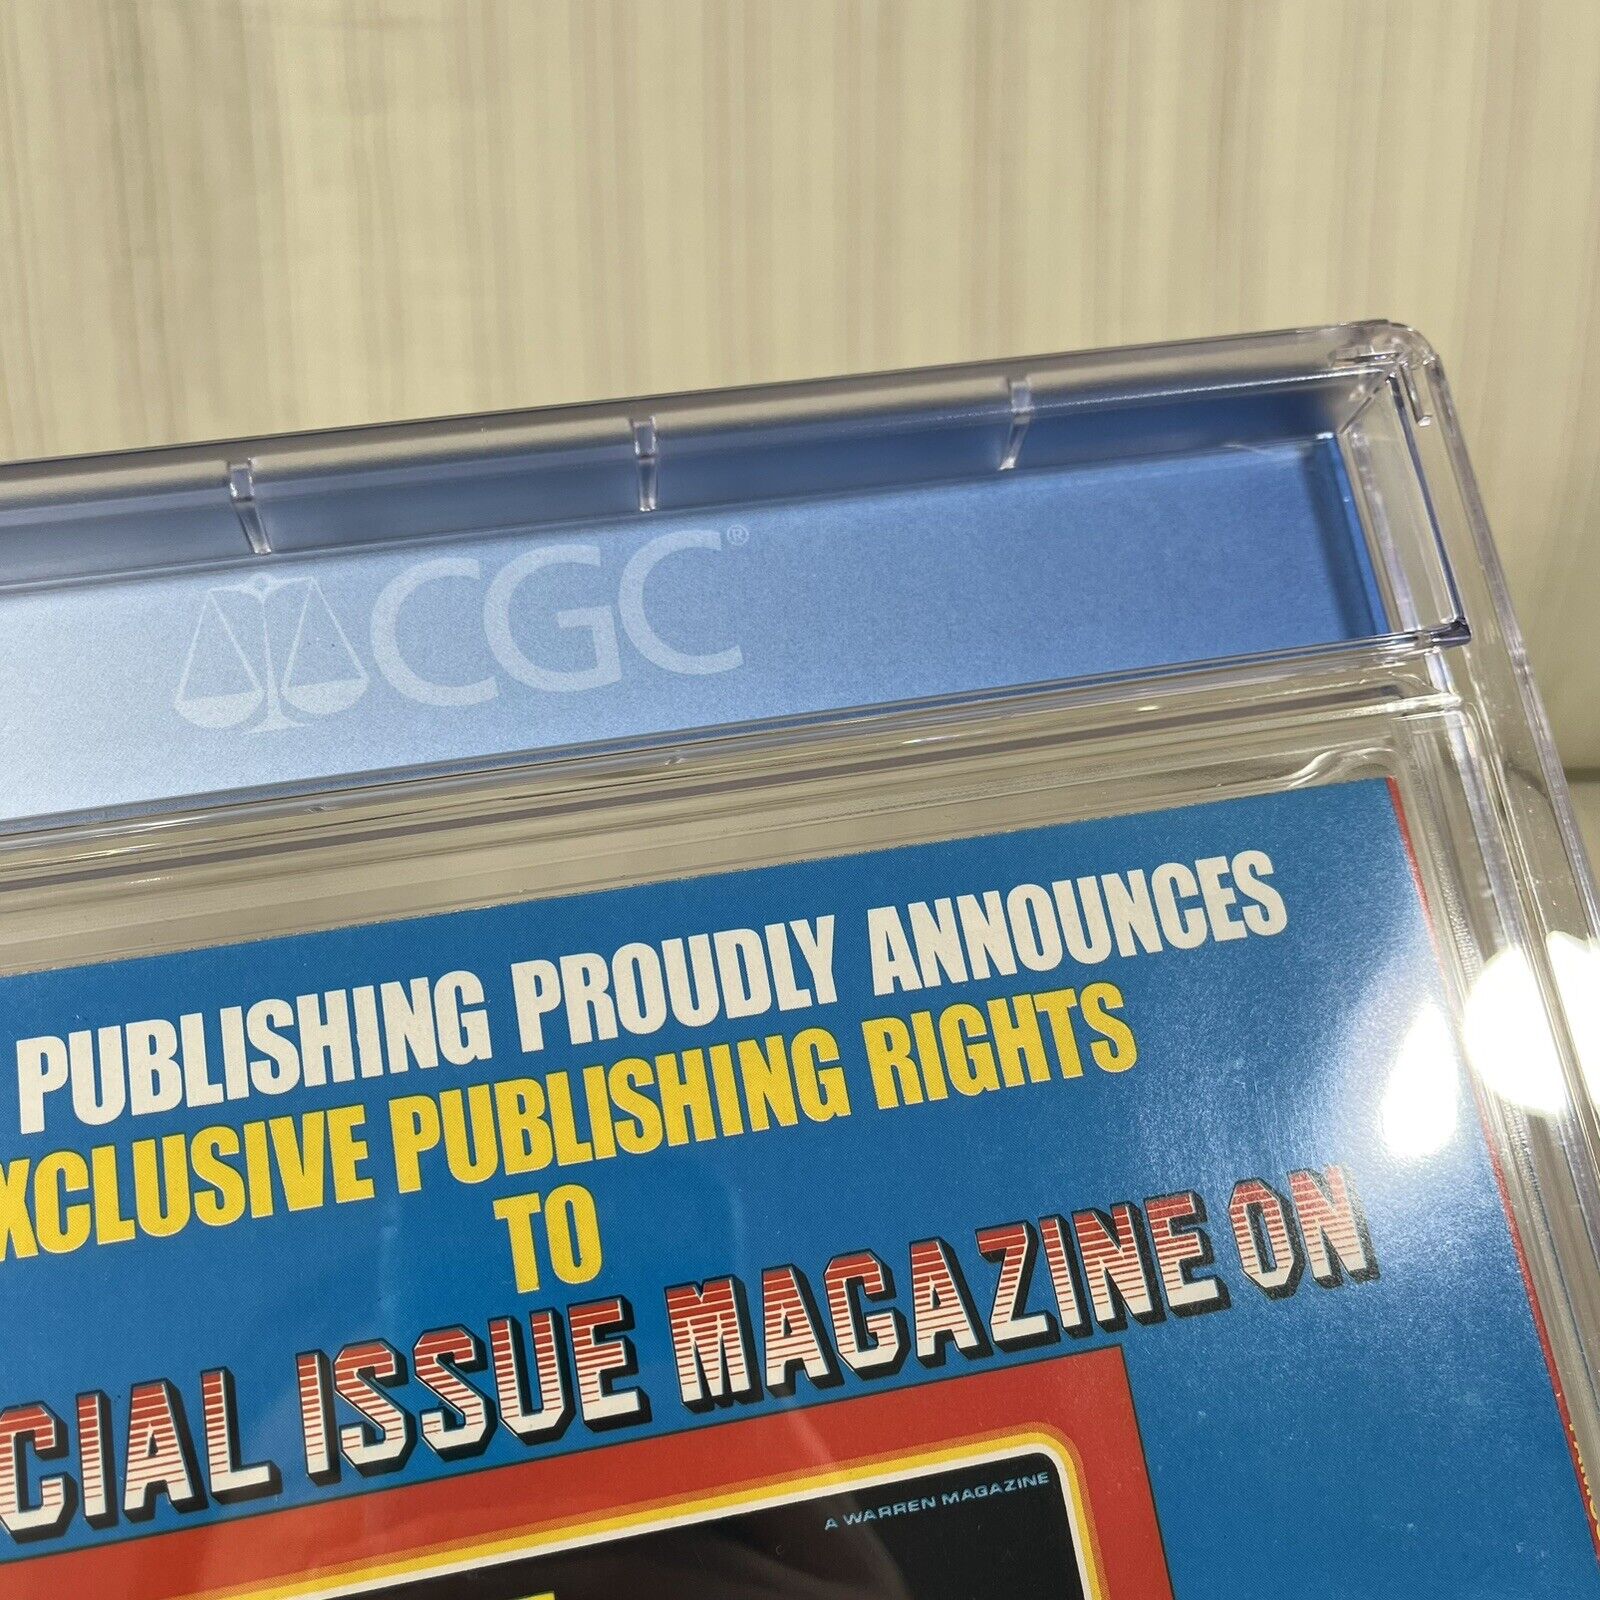 CGC®
PUBLISHING PROUDLY ANNOUNCES
XCLUSIVE PUBLISHING RIGHTS
TO
CIAL ISSUE MAGAZINE ON
A WARREN MAGAZINE